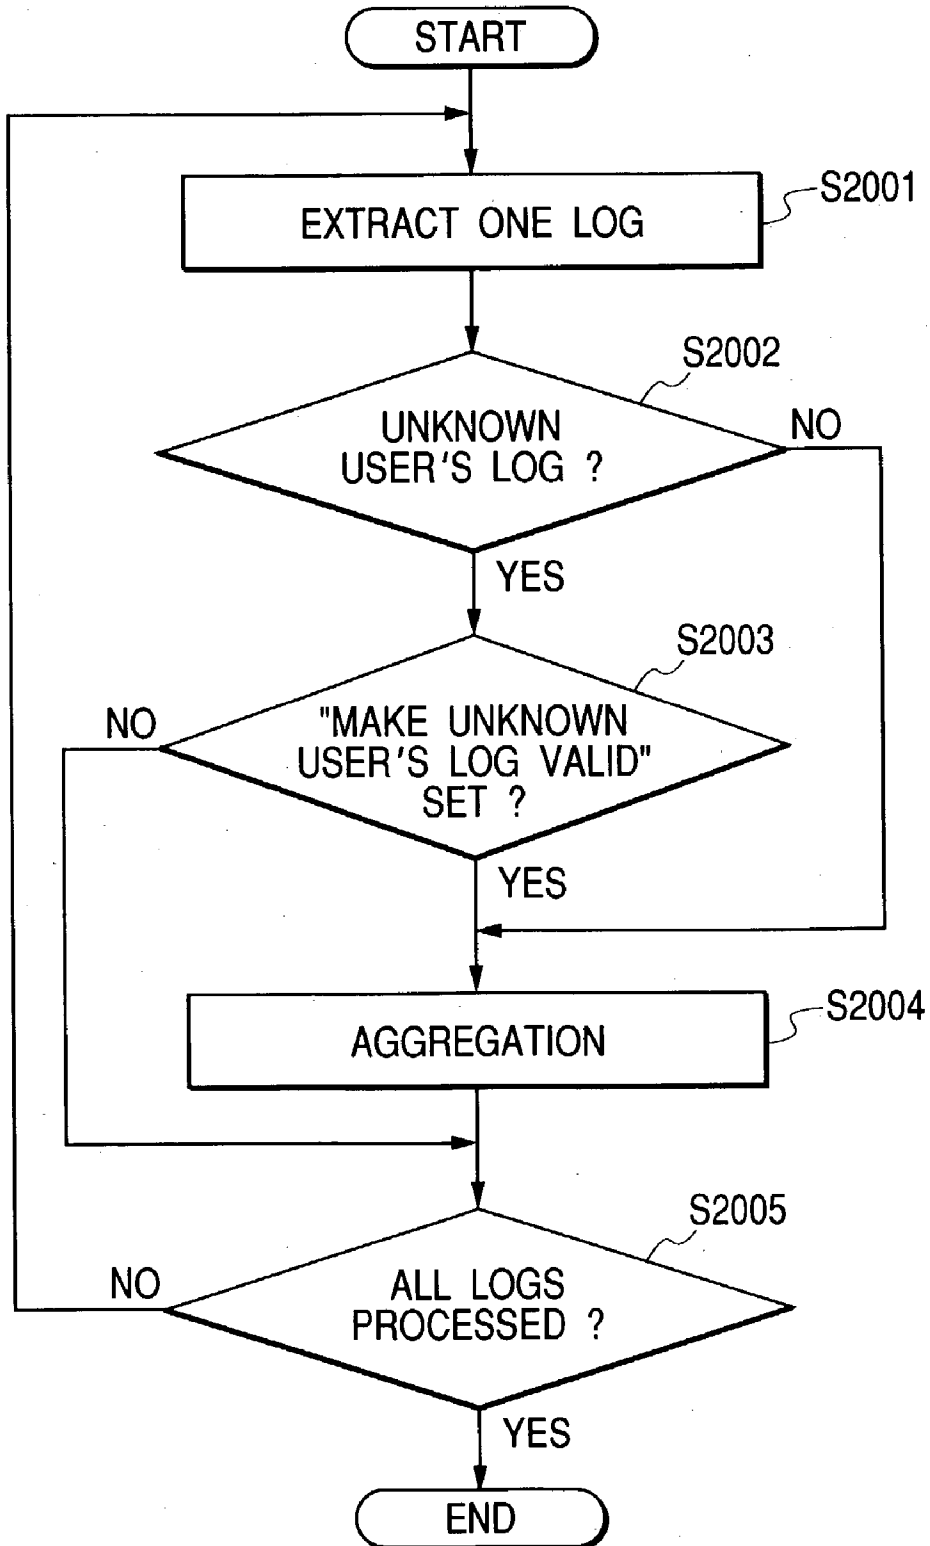 START
EXTRACT ONE LOG
S2001
S2002
UNKNOWN
USER'S LOG ?
NO
YES
S2003
NO
"MAKE UNKNOWN
USER'S LOG VALID"
SET ?
YES
AGGREGATION
S2004
S2005
NO
ALL LOGS
PROCESSED ?
YES
END